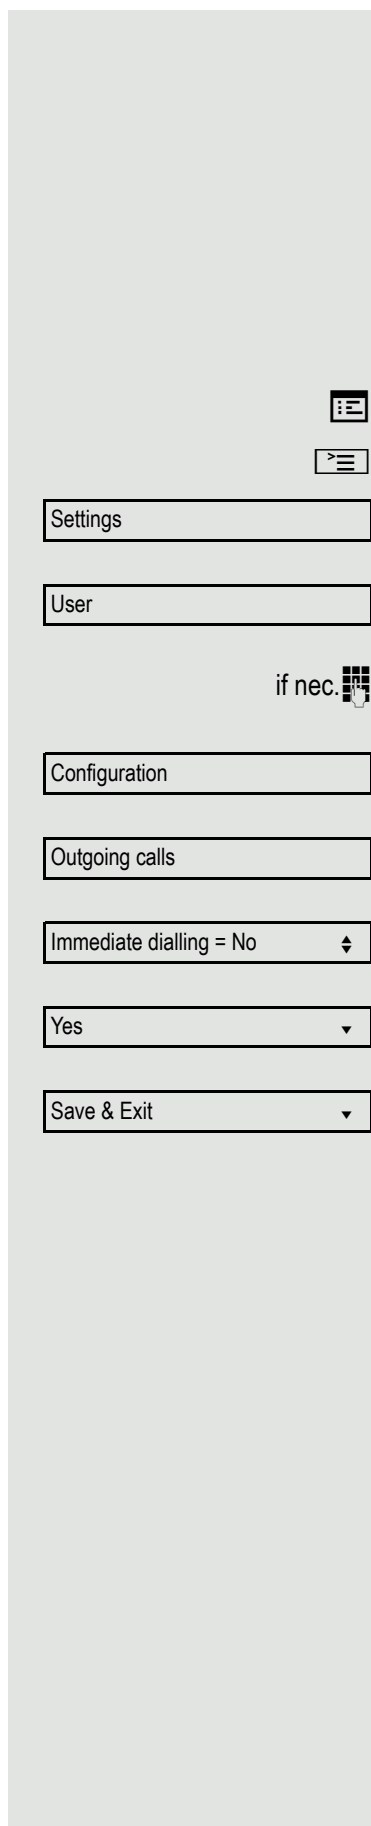 Settings
User
if nec.
Configuration
Outgoing calls
Immediate dialling = No
Yes
Save & Exit